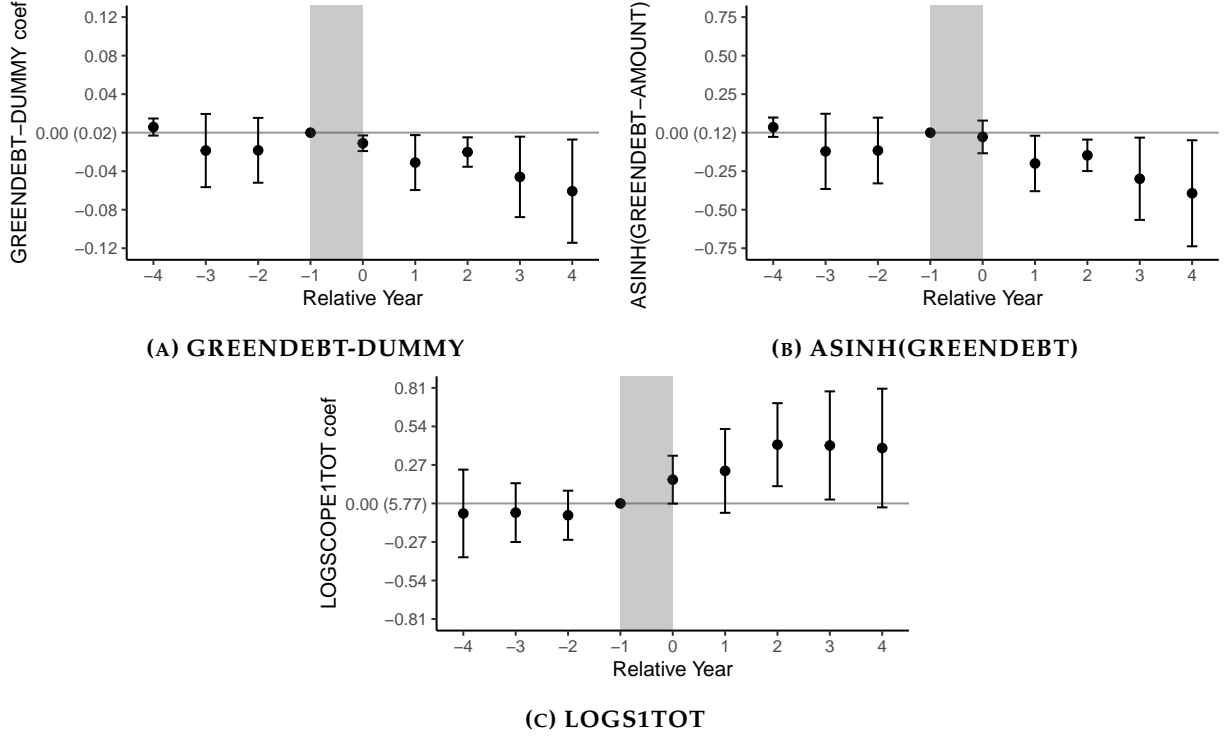 GREENDEBT−DUMMY coef
0.12
0.08
0.04
0.00 (0.02)
−0.04
−0.08
−0.12
−4 −3 −2 −1 0 1 2 3 4
Relative Year
(A) GREENDEBT-DUMMY
ASINH(GREENDEBT−AMOUNT)
0.75
0.50
0.25
0.00 (0.12)
−0.25
−0.50
−0.75
−4 −3 −2 −1 0 1 2 3 4
Relative Year
(B) ASINH(GREENDEBT)
LOGSCOPE1TOT coef
0.81
0.54
0.27
0.00 (5.77)
−0.27
−0.54
−0.81
−4 −3 −2 −1 0 1 2 3 4
Relative Year
(C) LOGS1TOT